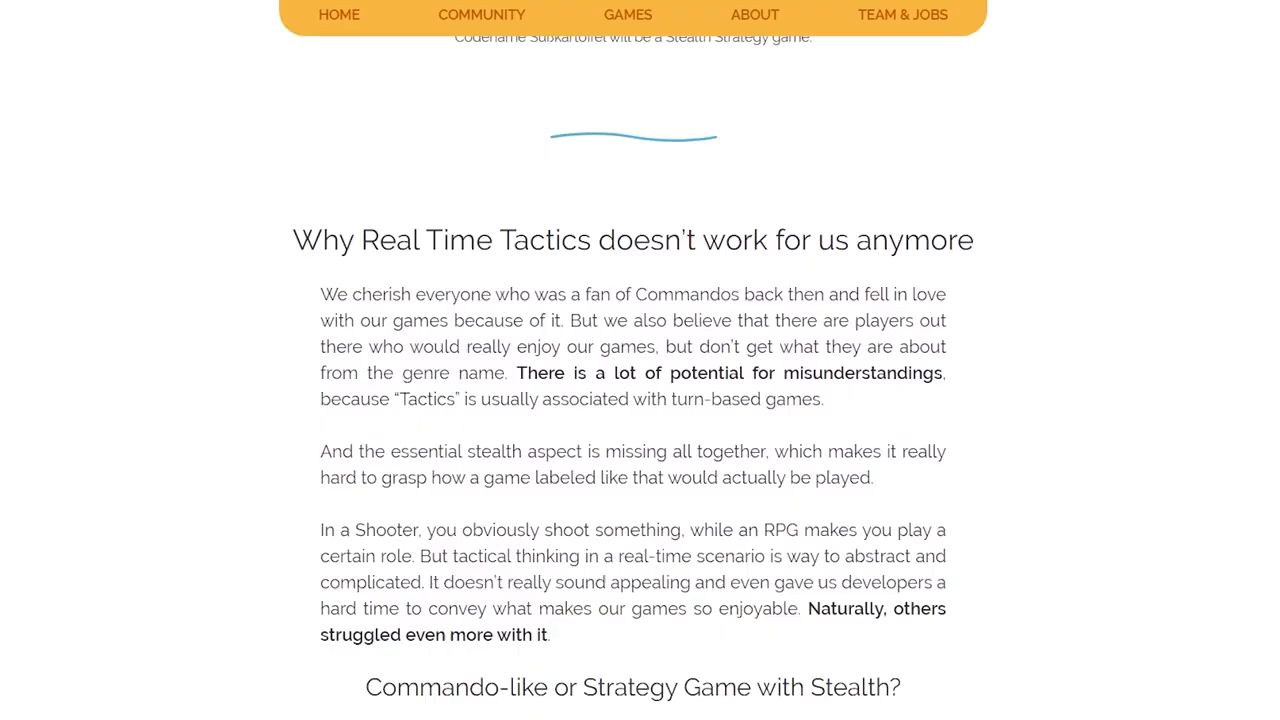 HOME COMMUNITY GAMES ABOUT TEAM & JOBS
Codename Süßkartoffel will be a Stealth Strategy game.
Why Real Time Tactics doesn’t work for us anymore
We cherish everyone who was a fan of Commandos back then and fell in love
with our games because of it. But we also believe that there are players out
there who would really enjoy our games, but don’t get what they are about
from the genre name. There is a lot of potential for misunderstandings,
because “Tactics” is usually associated with turn-based games.
And the essential stealth aspect is missing all together, which makes it really
hard to grasp how a game labeled like that would actually be played.
In a Shooter, you obviously shoot something, while an RPG makes you play a
certain role. But tactical thinking in a real-time scenario is way to abstract and
complicated. It doesn’t really sound appealing and even gave us developers a
hard time to convey what makes our games so enjoyable. Naturally, others
struggled even more with it.
Commando-like or Strategy Game with Stealth?